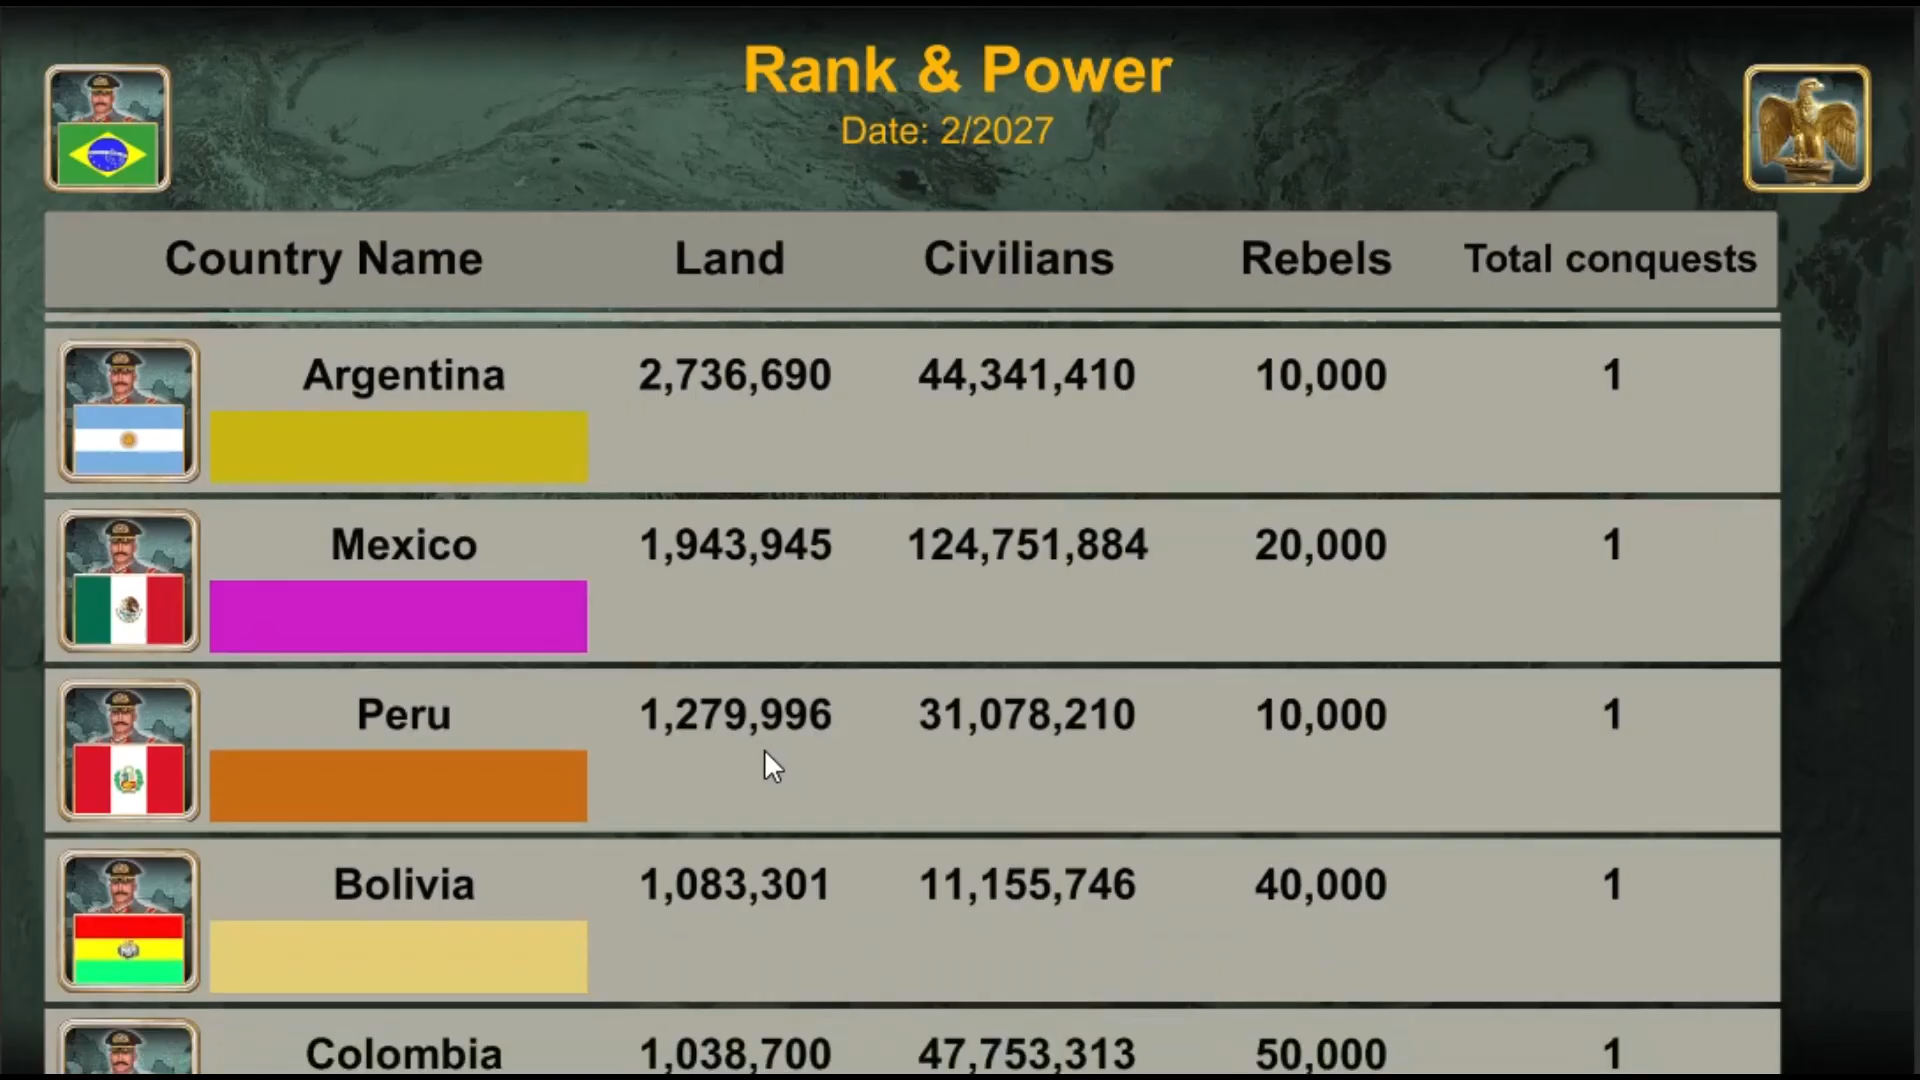 Rank & Power
Date: 2/2027
Country Name Land Civilians Rebels Total conquests
Argentina 2,736,690 44,341,410 10,000 1
Mexico 1,943,945 124,751,884 20,000 1
Peru 1,279,996 31,078,210 10,000 1
Bolivia 1,083,301 11,155,746 40,000 1
Colombia 1,038,700 47,753,313 50,000 1